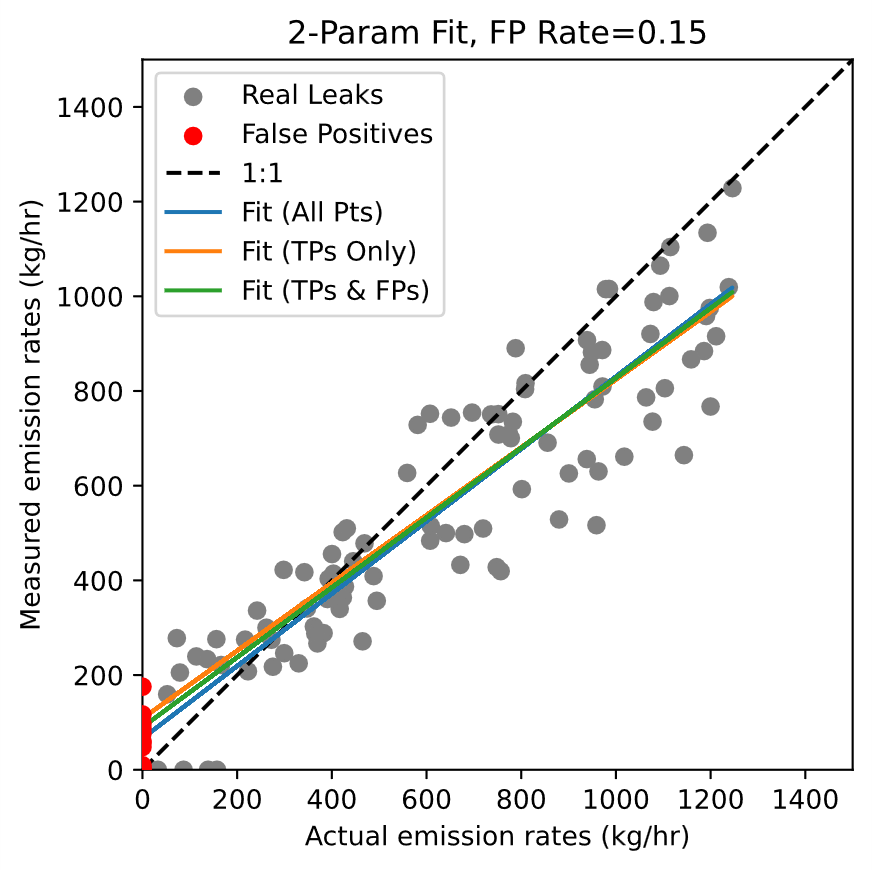 2-Param Fit, FP Rate=0.15
Real Leaks
False Positives
1:1
Fit (All Pts)
Fit (TPs Only)
Fit (TPs & FPs)
Measured emission rates (kg/hr)
1400
1200
1000
800
600
400
200
0
0 200 400 600 800 1000 1200 1400
Actual emission rates (kg/hr)